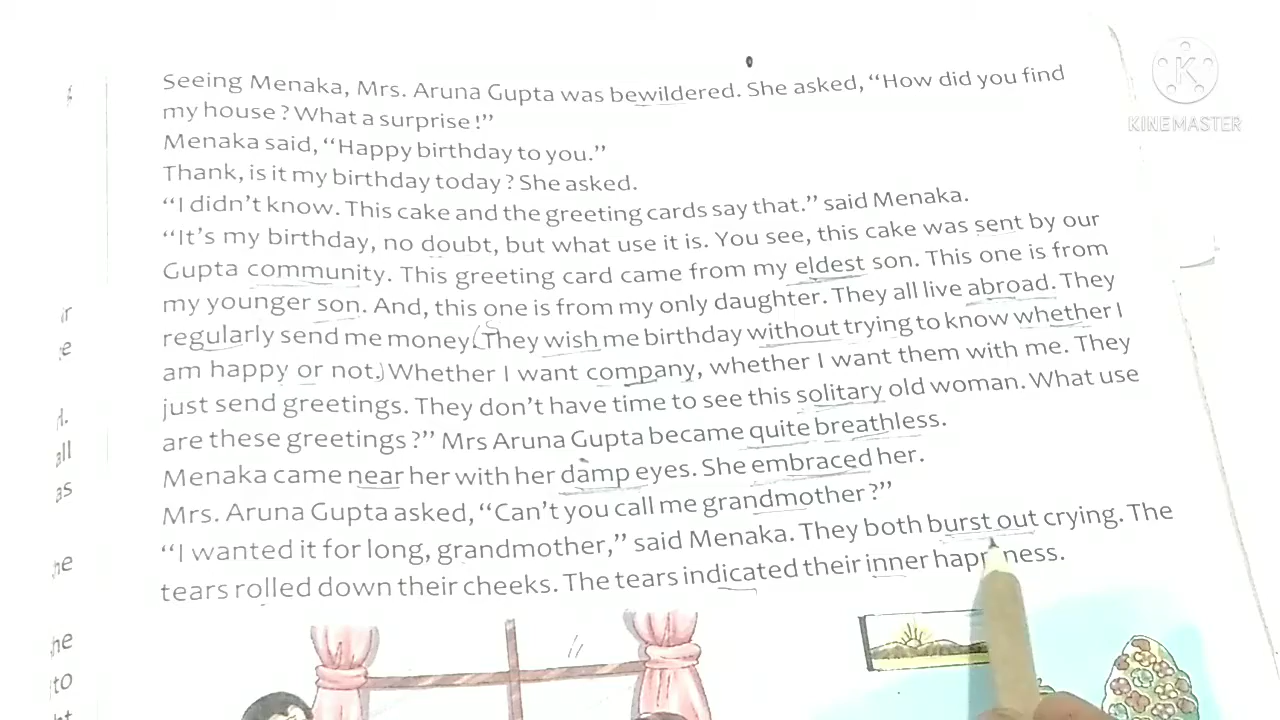 Seeing Menaka, Mrs. Aruna Gupta was bewildered. She asked, “How did you find
my house? What a surprise!”
Menaka said, “Happy birthday to you.”
Thank, is it my birthday today? She asked.
“I didn’t know. This cake and the greeting cards say that.” said Menaka.
“It’s my birthday, no doubt, but what use it is. You see, this cake was sent by our
Gupta community. This greeting card came from my eldest son. This one is from
my younger son. And, this one is from my only daughter. They all live abroad. They
regularly send me money. (They wish me birthday without trying to know whether I
am happy or not.) Whether I want company, whether I want them with me. They
just send greetings. They don’t have time to see this solitary old woman. What use
are these greetings?” Mrs Aruna Gupta became quite breathless.
Menaka came near her with her damp eyes. She embraced her.
Mrs. Aruna Gupta asked, “Can’t you call me grandmother?”
“I wanted it for long, grandmother,” said Menaka. They both burst out crying. The
tears rolled down their cheeks. The tears indicated their inner happiness.
K
KINEMASTER
ir
e
d.
all
as
he
he
to